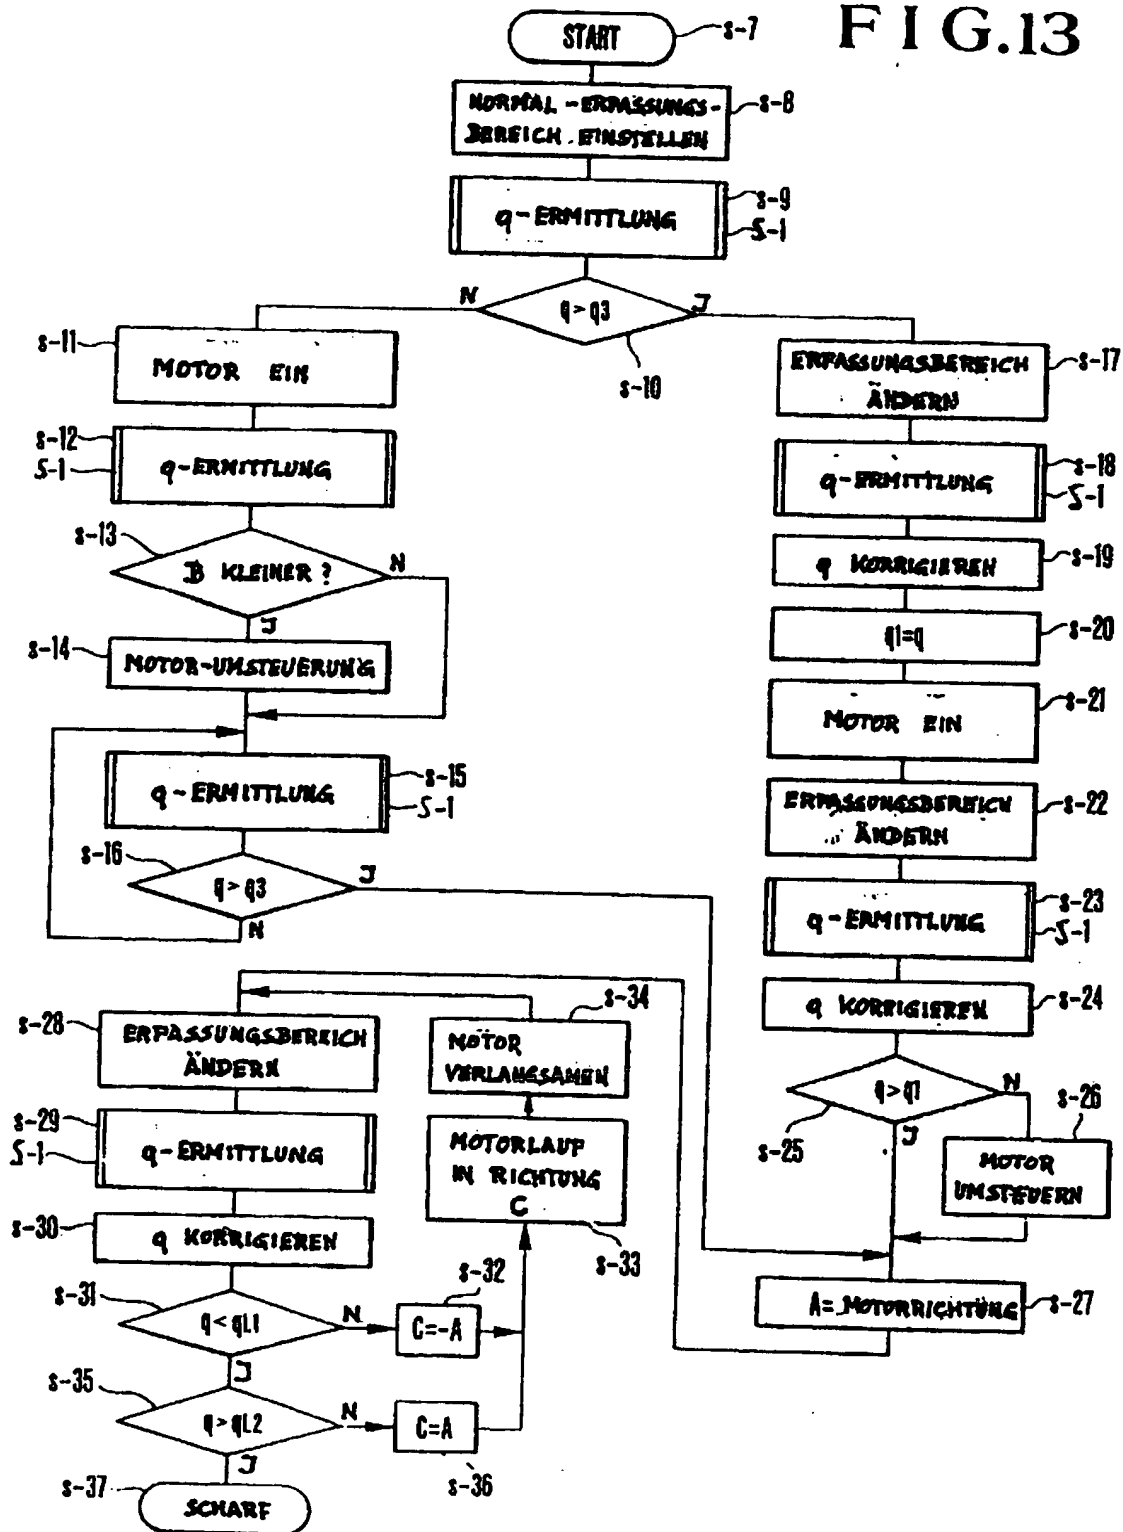 FIG.13
START
s-7
NORMAL-ERFASSUNGS-
BEREICH EINSTELLEN
s-8
q-ERMITTLUNG
s-9
S-1
q > q3
N
J
s-10
s-11
MOTOR EIN
s-12
S-1
q-ERMITTLUNG
s-13
B KLEINER ?
N
J
s-14
MOTOR-UMSTEUERUNG
q-ERMITTLUNG
s-15
S-1
s-16
q > q3
J
N
ERFASSUNGSBEREICH
ÄNDERN
s-17
q-ERMITTLUNG
s-18
S-1
q KORRIGIEREN
s-19
q1=q
s-20
MOTOR EIN
s-21
ERFASSUNGSBEREICH
ÄNDERN
s-22
q-ERMITTLUNG
s-23
S-1
q KORRIGIEREN
s-24
q>q1
N
J
s-25
s-26
MOTOR
UMSTEUERN
A= MOTORRICHTUNG
s-27
s-28
ERFASSUNGSBEREICH
ÄNDERN
s-29
S-1
q-ERMITTLUNG
s-30
q KORRIGIEREN
s-31
q < qL1
N
J
s-32
C=-A
s-34
MOTOR
VERLANGSAMEN
MOTORLAUF
IN RICHTUNG
C
s-33
s-35
q > qL2
N
J
C=A
s-36
s-37
SCHARF